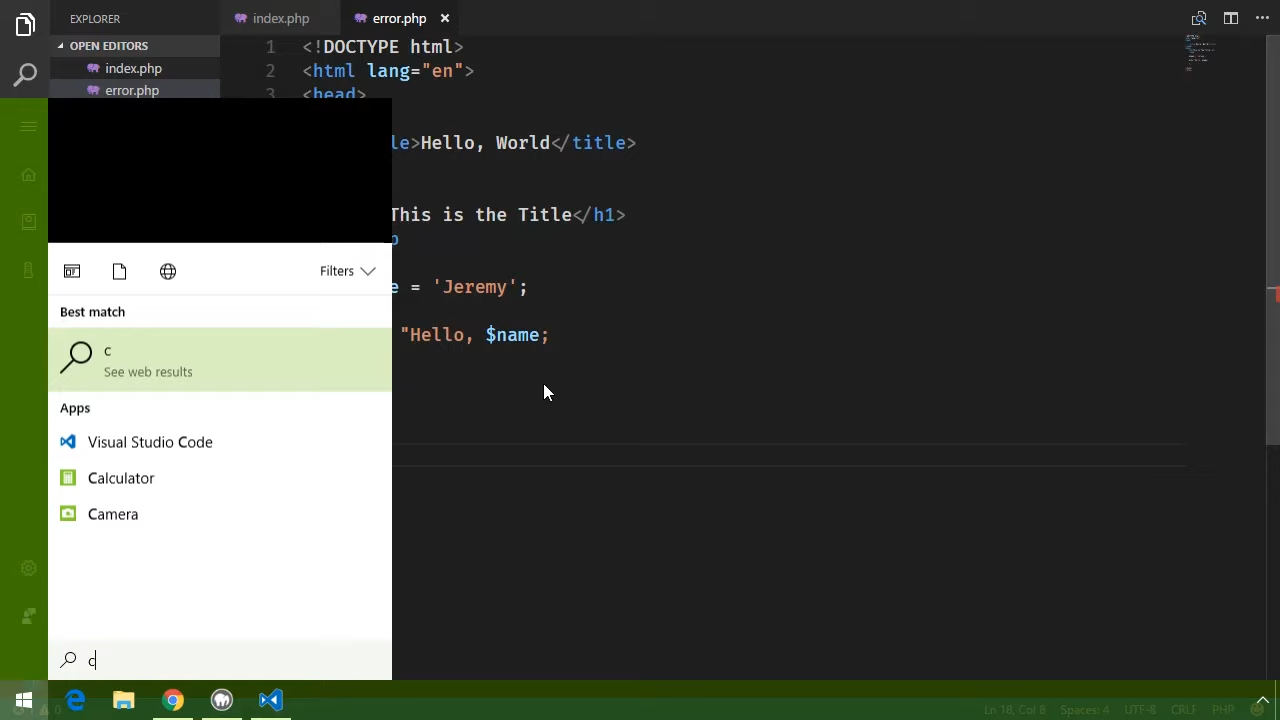 EXPLORER
index.php
error.php
OPEN EDITORS
index.php
error.php
1 <!DOCTYPE html>
2 <html lang="en">
3 <head>
le>Hello, World</title>
This is the Title</h1>
p
e = 'Jeremy';
"Hello, $name;
Filters
Best match
c
See web results
Apps
Visual Studio Code
Calculator
Camera
c
0
Ln 18, Col 8
Spaces: 4
UTF-8
CRLF
PHP